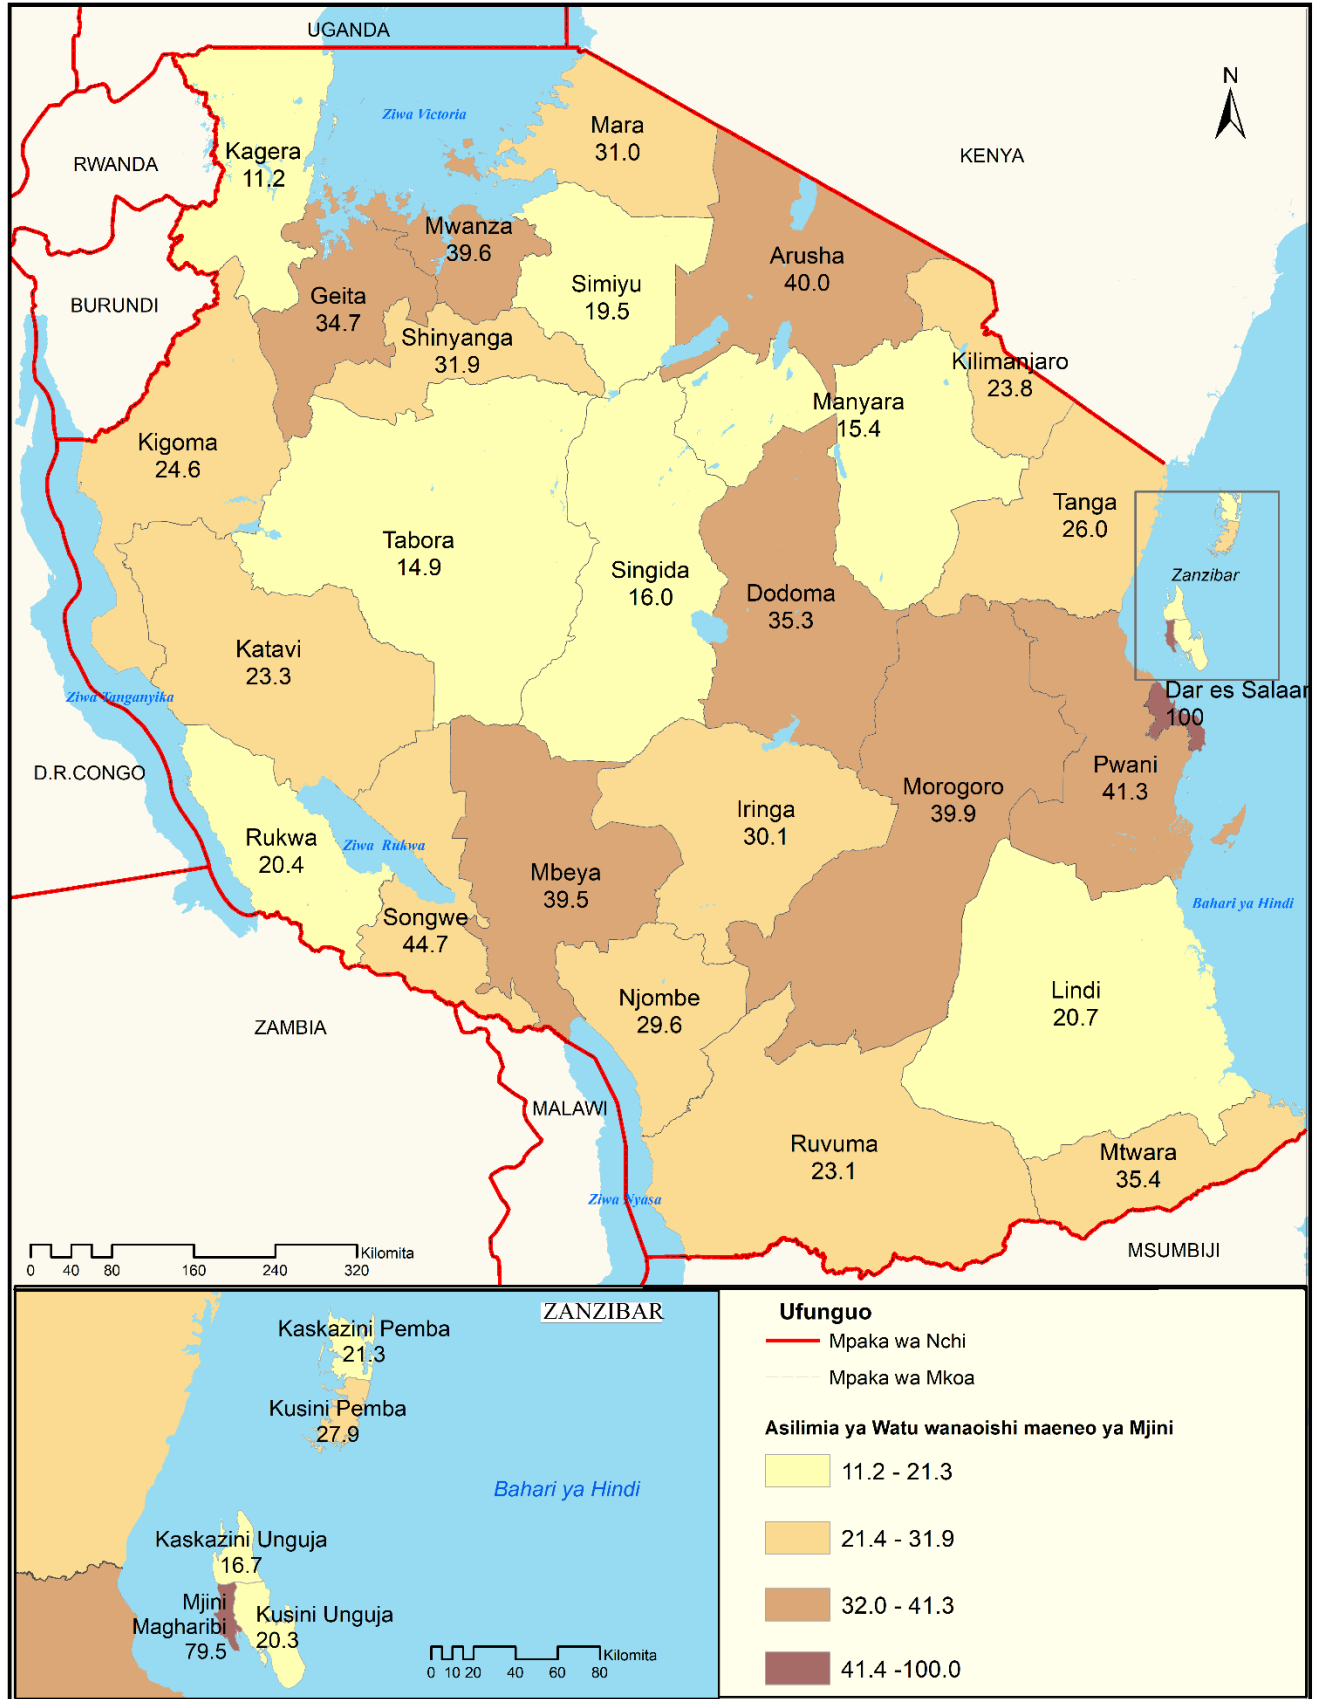 UGANDA
N
Ziwa Victoria
Mara
31.0
Kagera
11.2
RWANDA
KENYA
Mwanza
39.6
Arusha
40.0
Simiyu
19.5
Geita
34.7
BURUNDI
Shinyanga
31.9
Kilimanjaro
23.8
Manyara
15.4
Kigoma
24.6
Tanga
26.0
Tabora
14.9
Singida
16.0
Dodoma
35.3
Zanzibar
Katavi
23.3
Ziwa Tanganyika
Dar es Salaam
100
D.R.CONGO
Pwani
41.3
Morogoro
39.9
Iringa
30.1
Rukwa
20.4
Ziwa Rukwa
Mbeya
39.5
Songwe
44.7
Bahari ya Hindi
Lindi
20.7
Njombe
29.6
ZAMBIA
MALAWI
Ruvuma
23.1
Mtwara
35.4
Ziwa Nyasa
MSUMBIJI
Kilomita
0 40 80 160 240 320
ZANZIBAR
Kaskazini Pemba
21.3
Kusini Pemba
27.9
Bahari ya Hindi
Kaskazini Unguja
16.7
Mjini
Magharibi
79.5
Kusini Unguja
20.3
Kilomita
0 10 20 40 60 80
Ufunguo
Mpaka wa Nchi
Mpaka wa Mkoa
Asilimia ya Watu wanaoishi maeneo ya Mjini
11.2 - 21.3
21.4 - 31.9
32.0 - 41.3
41.4 -100.0